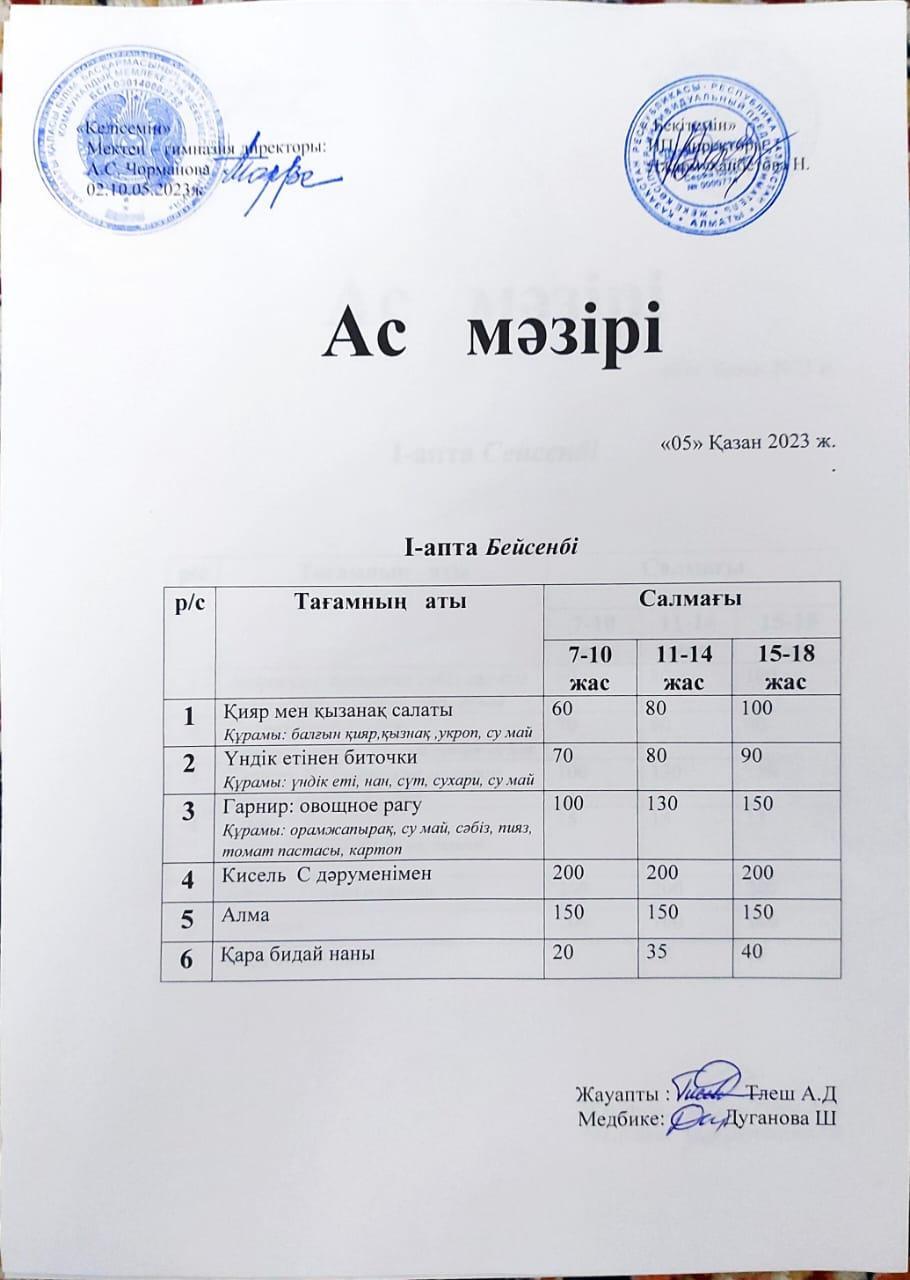 «Келісемін»
Мектеп – гимназия директоры:
А.С. Чорманова
02.10.05.2023ж.
Бекітемін»
ИП директоры:
Н.
Ас мәзірі
«05» Қазан 2023 ж.
.
І-апта Бейсенбі
р/с Тағамның аты Салмағы
7-10 жас 11-14 жас 15-18 жас
1 Қияр мен қызанақ салаты 60 80 100
Құрамы: балғын қияр,қызнақ ,укроп, су май
2 Үндік етінен биточки 70 80 90
Құрамы: үндік еті, нан, сүт, сухари, су май
3 Гарнир: овощное рагу 100 130 150
Құрамы: орамжапырақ, су май, сәбіз, пияз,
томат пастасы, картоп
4 Кисель С дәруменімен 200 200 200
5 Алма 150 150 150
6 Қара бидай наны 20 35 40
Жауапты : Тлеш А.Д
Медбике: Дуганова Ш